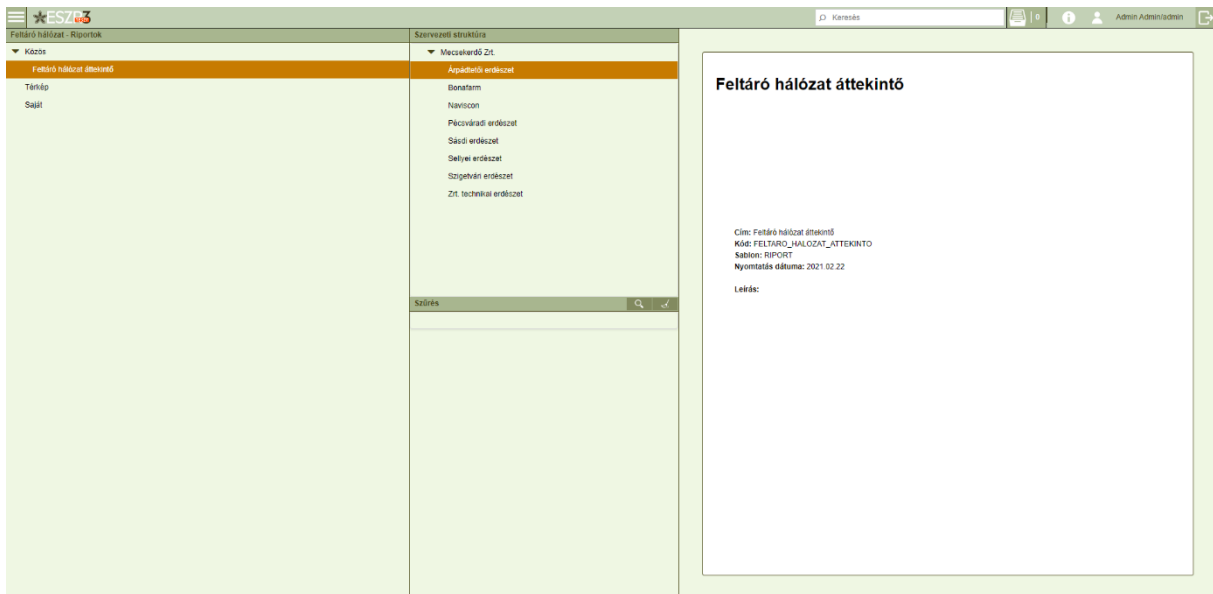 ESZR3
Keresés
0
Admin Admin/admin
Feltáró hálózat - Riportok
Közös
Feltáró hálózat áttekintő
Térkép
Saját
Szervezeti struktúra
Mecsekerdő Zrt.
Árpádtetői erdészet
Bonafarm
Naviscon
Pécsváradi erdészet
Sásdi erdészet
Sellyei erdészet
Szigetvári erdészet
Zrt. technikai erdészet
Szűrés
Feltáró hálózat áttekintő
Cím: Feltáró hálózat áttekintő
Kód: FELTARO_HALOZAT_ATTEKINTO
Sablon: RIPORT
Nyomtatás dátuma: 2021.02.22
Leírás: